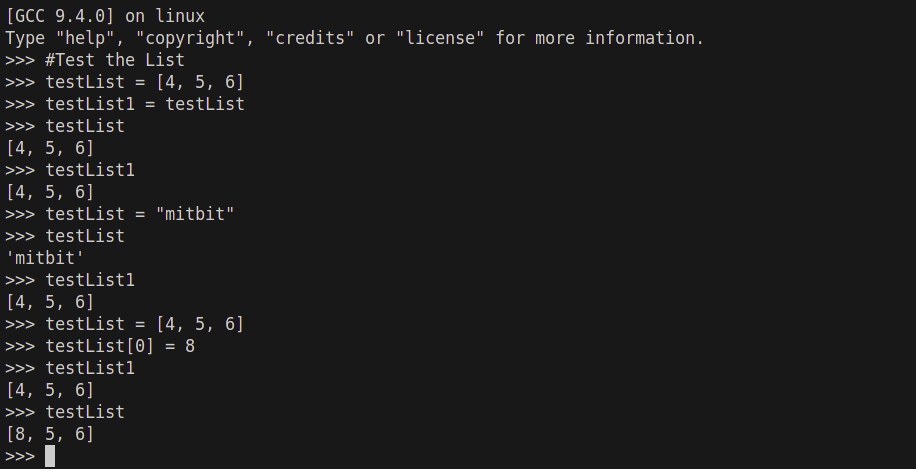 [GCC 9.4.0] on linux
Type "help", "copyright", "credits" or "license" for more information.
>>> #Test the List
>>> testList = [4, 5, 6]
>>> testList1 = testList
>>> testList
[4, 5, 6]
>>> testList1
[4, 5, 6]
>>> testList = "mitbit"
>>> testList
'mitbit'
>>> testList1
[4, 5, 6]
>>> testList = [4, 5, 6]
>>> testList[0] = 8
>>> testList1
[4, 5, 6]
>>> testList
[8, 5, 6]
>>>